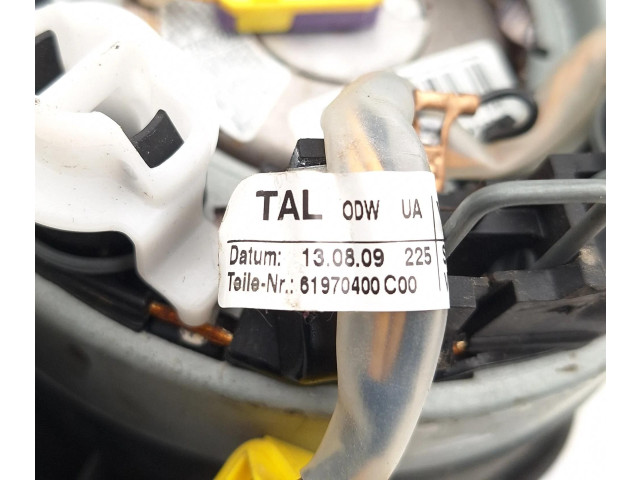 TAL ODW UA
Datum: 13.08.09 225
Teile-Nr.: 61970400 C00